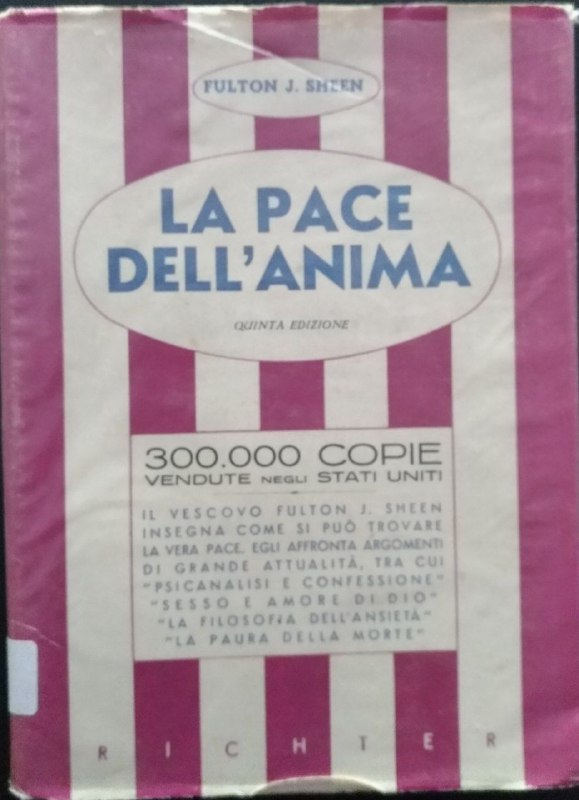 FULTON J. SHEEN
LA PACE
DELL'ANIMA
QUINTA EDIZIONE
300.000 COPIE
VENDUTE NEGLI STATI UNITI
IL VESCOVO FULTON J. SHEEN
INSEGNA COME SI PUÒ TROVARE
LA VERA PACE. EGLI AFFRONTA ARGOMENTI
DI GRANDE ATTUALITÀ, TRA CUI
"PSICANALISI E CONFESSIONE"
"SESSO E AMORE DI DIO"
"LA FILOSOFIA DELL'ANSIETÀ"
"LA PAURA DELLA MORTE"
RICHTER